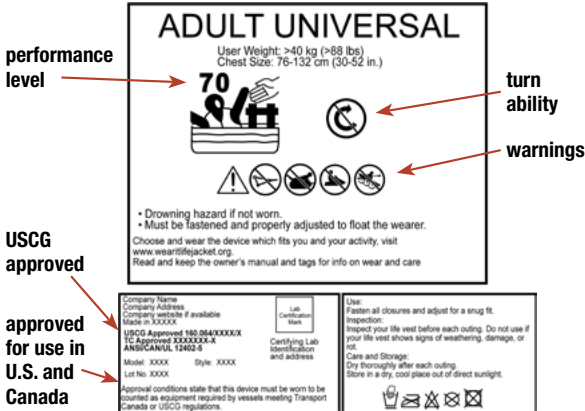 ADULT UNIVERSAL
User Weight: >40 kg (>88 lbs)
Chest Size: 76-132 cm (30-52 in.)
performance
level
70
turn
ability
warnings
• Drowning hazard if not worn.
• Must be fastened and properly adjusted to float the wearer.
Choose and wear the device which fits you and your activity, visit
www.wearitlifejacket.org.
Read and keep the owner's manual and tags for info on wear and care
USCG
approved
approved
for use in
U.S. and
Canada
Company Name
Company Address
Company website if available
Made in XXXXX
USCG Approved 160.064/XXXX/X
TC Approved XXXXXXX-X
ANSI/CAN/UL 12402-5
Model: XXXX Style: XXXX
Lot No. XXXX
Lab
Certification
Mark
Certifying Lab
Identification
and address
Approval conditions state that this device must be worn to be
counted as equipment required by vessels meeting Transport
Canada or USCG regulations.
Use:
Fasten all closures and adjust for a snug fit.
Inspection:
Inspect your life vest before each outing. Do not use if
your life vest shows signs of weathering, damage, or
rot.
Care and Storage:
Dry thoroughly after each outing.
Store in a dry, cool place out of direct sunlight.